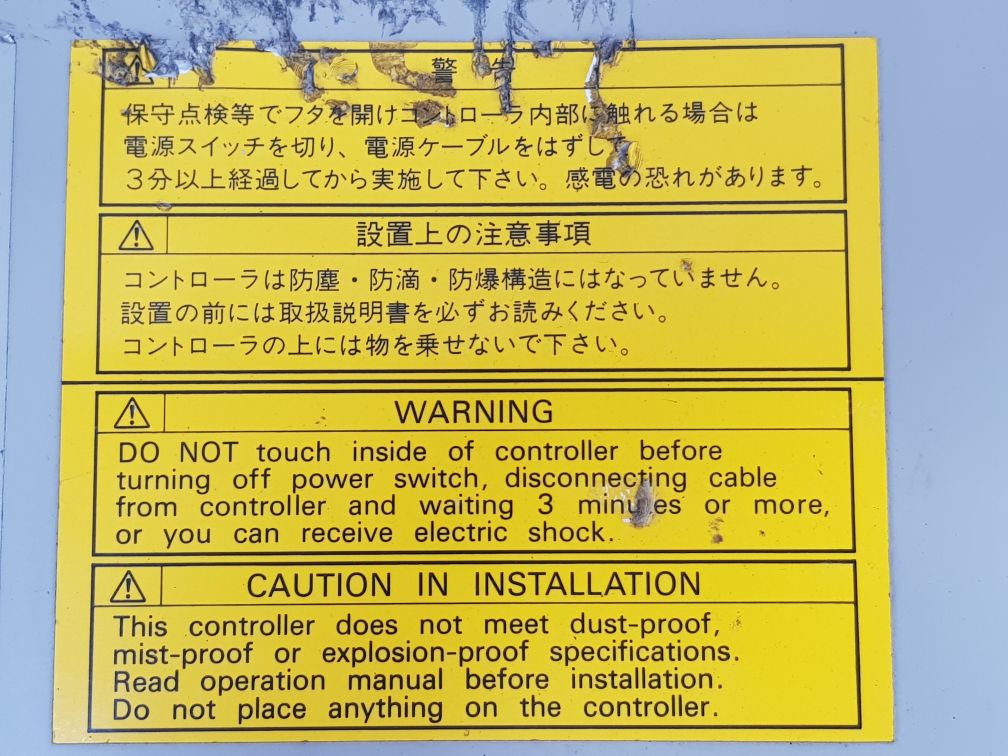 警告
保守点検等でフタを開けコントローラ内部に触れる場合は
電源スイッチを切り、電源ケーブルをはずして
3分以上経過してから実施して下さい。感電の恐れがあります。
設置上の注意事項
コントローラは防塵・防滴・防爆構造にはなっていません。
設置の前には取扱説明書を必ずお読みください。
コントローラの上には物を乗せないで下さい。
WARNING
DO NOT touch inside of controller before
turning off power switch, disconnecting cable
from controller and waiting 3 minutes or more,
or you can receive electric shock.
CAUTION IN INSTALLATION
This controller does not meet dust-proof,
mist-proof or explosion-proof specifications.
Read operation manual before installation.
Do not place anything on the controller.